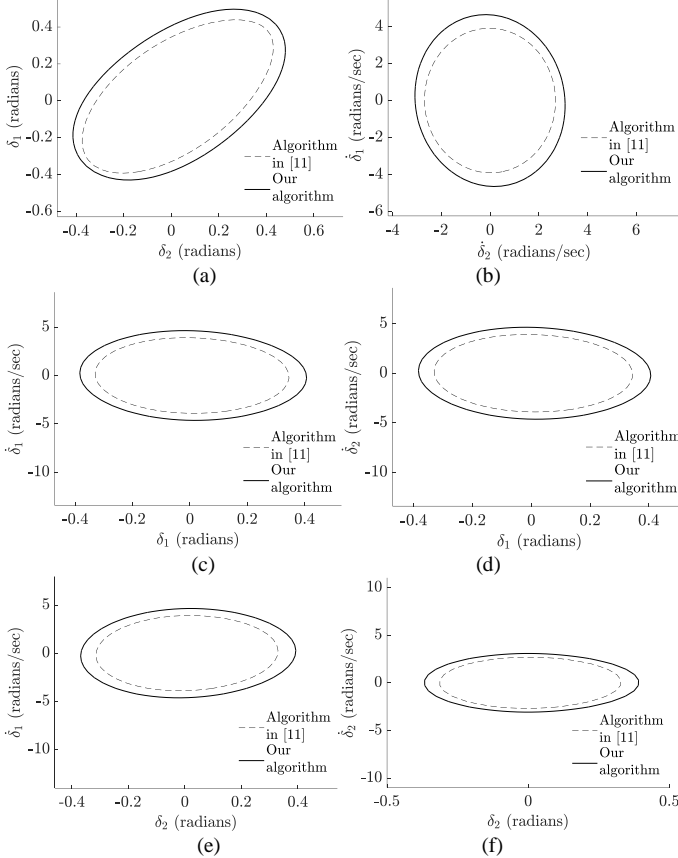 0.4
0.2
0
-0.2
-0.4
-0.6
δ1 (radians)
-0.4 -0.2 0 0.2 0.4 0.6
δ2 (radians)
Algorithm
in [11]
Our
algorithm
(a)
6
4
2
0
-2
-4
-6
δ̇1 (radians/sec)
-4 -2 0 2 4 6
δ̇2 (radians/sec)
Algorithm
in [11]
Our
algorithm
(b)
5
0
-5
-10
δ̇1 (radians/sec)
-0.4 -0.2 0 0.2 0.4
δ1 (radians)
Algorithm
in [11]
Our
algorithm
(c)
5
0
-5
-10
δ̇2 (radians/sec)
-0.4 -0.2 0 0.2 0.4
δ1 (radians)
Algorithm
in [11]
Our
algorithm
(d)
5
0
-5
-10
δ̇1 (radians/sec)
-0.4 -0.2 0 0.2 0.4
δ2 (radians)
Algorithm
in [11]
Our
algorithm
(e)
10
5
0
-5
-10
δ̇2 (radians/sec)
-0.5 0 0.5
δ2 (radians)
Algorithm
in [11]
Our
algorithm
(f)